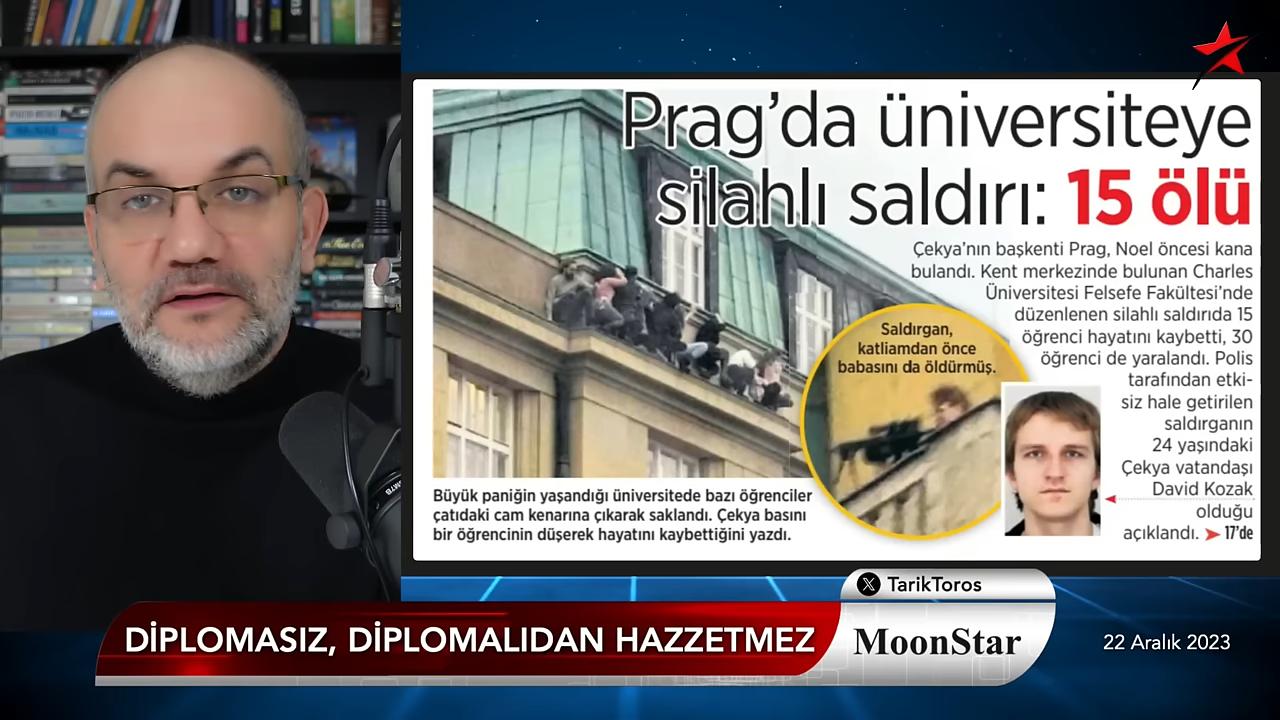 Prag’da üniversiteye
silahlı saldırı: 15 ölü
Çekya’nın başkenti Prag, Noel öncesi kana
bulandı. Kent merkezinde bulunan Charles
Üniversitesi Felsefe Fakültesi’nde
düzenlenen silahlı saldırıda 15
öğrenci hayatını kaybetti, 30
öğrenci de yaralandı. Polis
tarafından etki-
siz hale getirilen
saldırganın
24 yaşındaki
Çekya vatandaşı
David Kozak
olduğu
açıklandı. ➤ 17’de
Saldırgan,
katliamdan önce
babasını da öldürmüş.
Büyük paniğin yaşandığı üniversitede bazı öğrenciler
çatıdaki cam kenarına çıkarak saklandı. Çekya basını
bir öğrencinin düşerek hayatını kaybettiğini yazdı.
X TarikToros
DİPLOMASIZ, DİPLOMALIDAN HAZZETMEZ
MoonStar
22 Aralık 2023